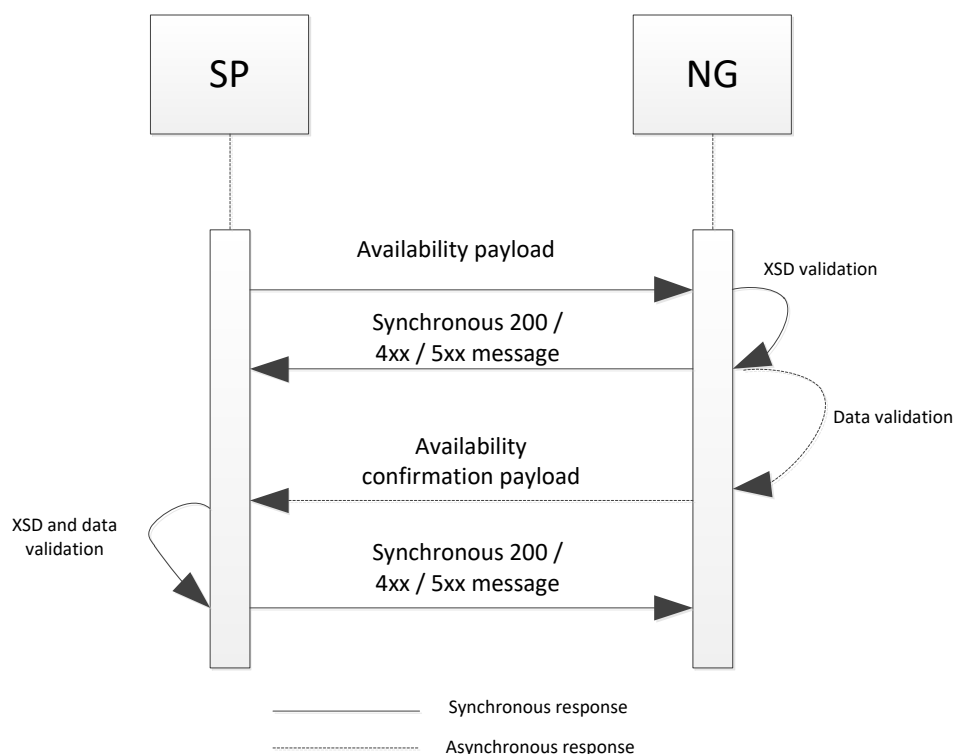 SP
NG
Availability payload
XSD validation
Synchronous 200 /
4xx / 5xx message
Data validation
Availability
confirmation payload
XSD and data
validation
Synchronous 200 /
4xx / 5xx message
Synchronous response
Asynchronous response